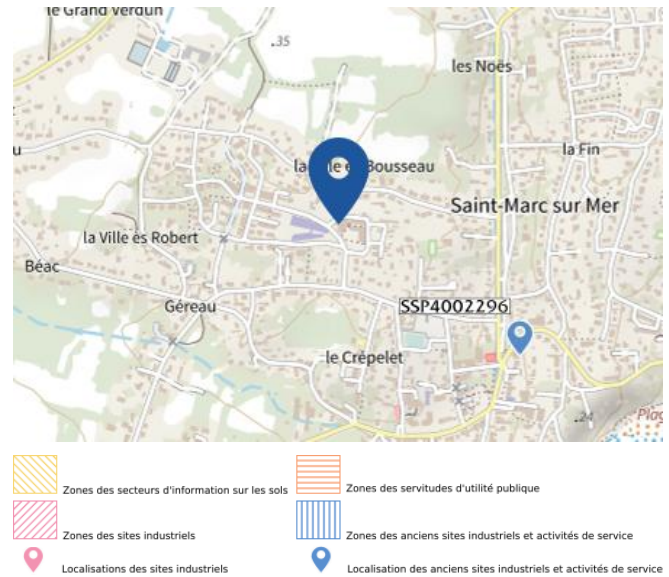 le Grand Verdun
.35
les Noës
la Fin
la Ville es Bousseau
Saint-Marc sur Mer
la Ville ès Robert
Béac
Géreau
SSP4002296
le Crépelet
.24
Zones des secteurs d'information sur les sols
Zones des servitudes d'utilité publique
Zones des sites industriels
Zones des anciens sites industriels et activités de service
Localisations des sites industriels
Localisation des anciens sites industriels et activités de service